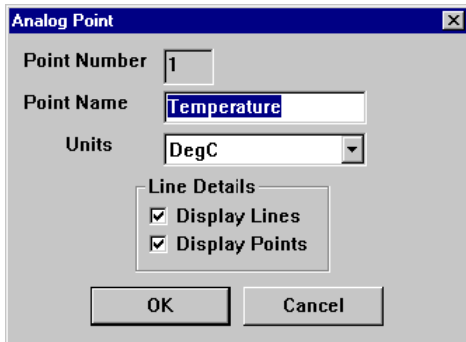 Analog Point
Point Number 1
Point Name Temperature
Units DegC
Line Details
Display Lines
Display Points
OK Cancel